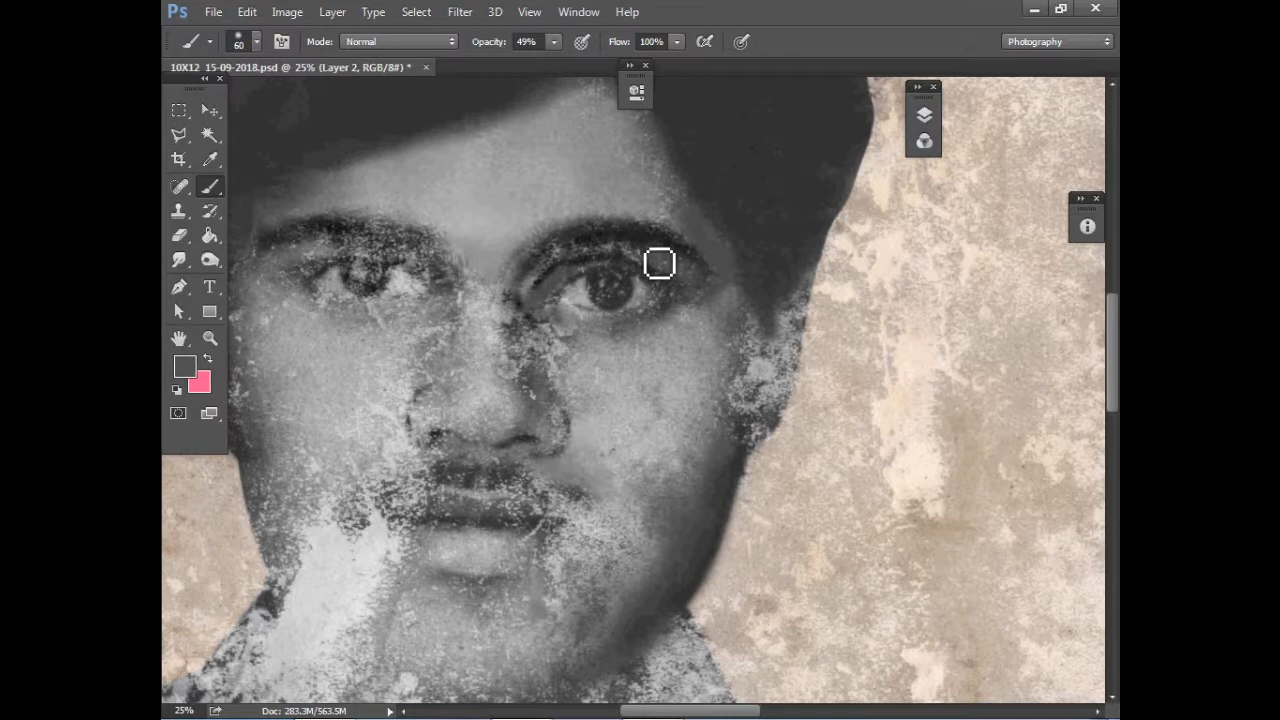 Ps File Edit Image Layer Type Select Filter 3D View Window Help
60 Mode: Normal Opacity: 49% Flow: 100% Photography
10X12 15-09-2018.psd @ 25% (Layer 2, RGB/8#) * ×
T
25% Doc: 283.3M/563.5M